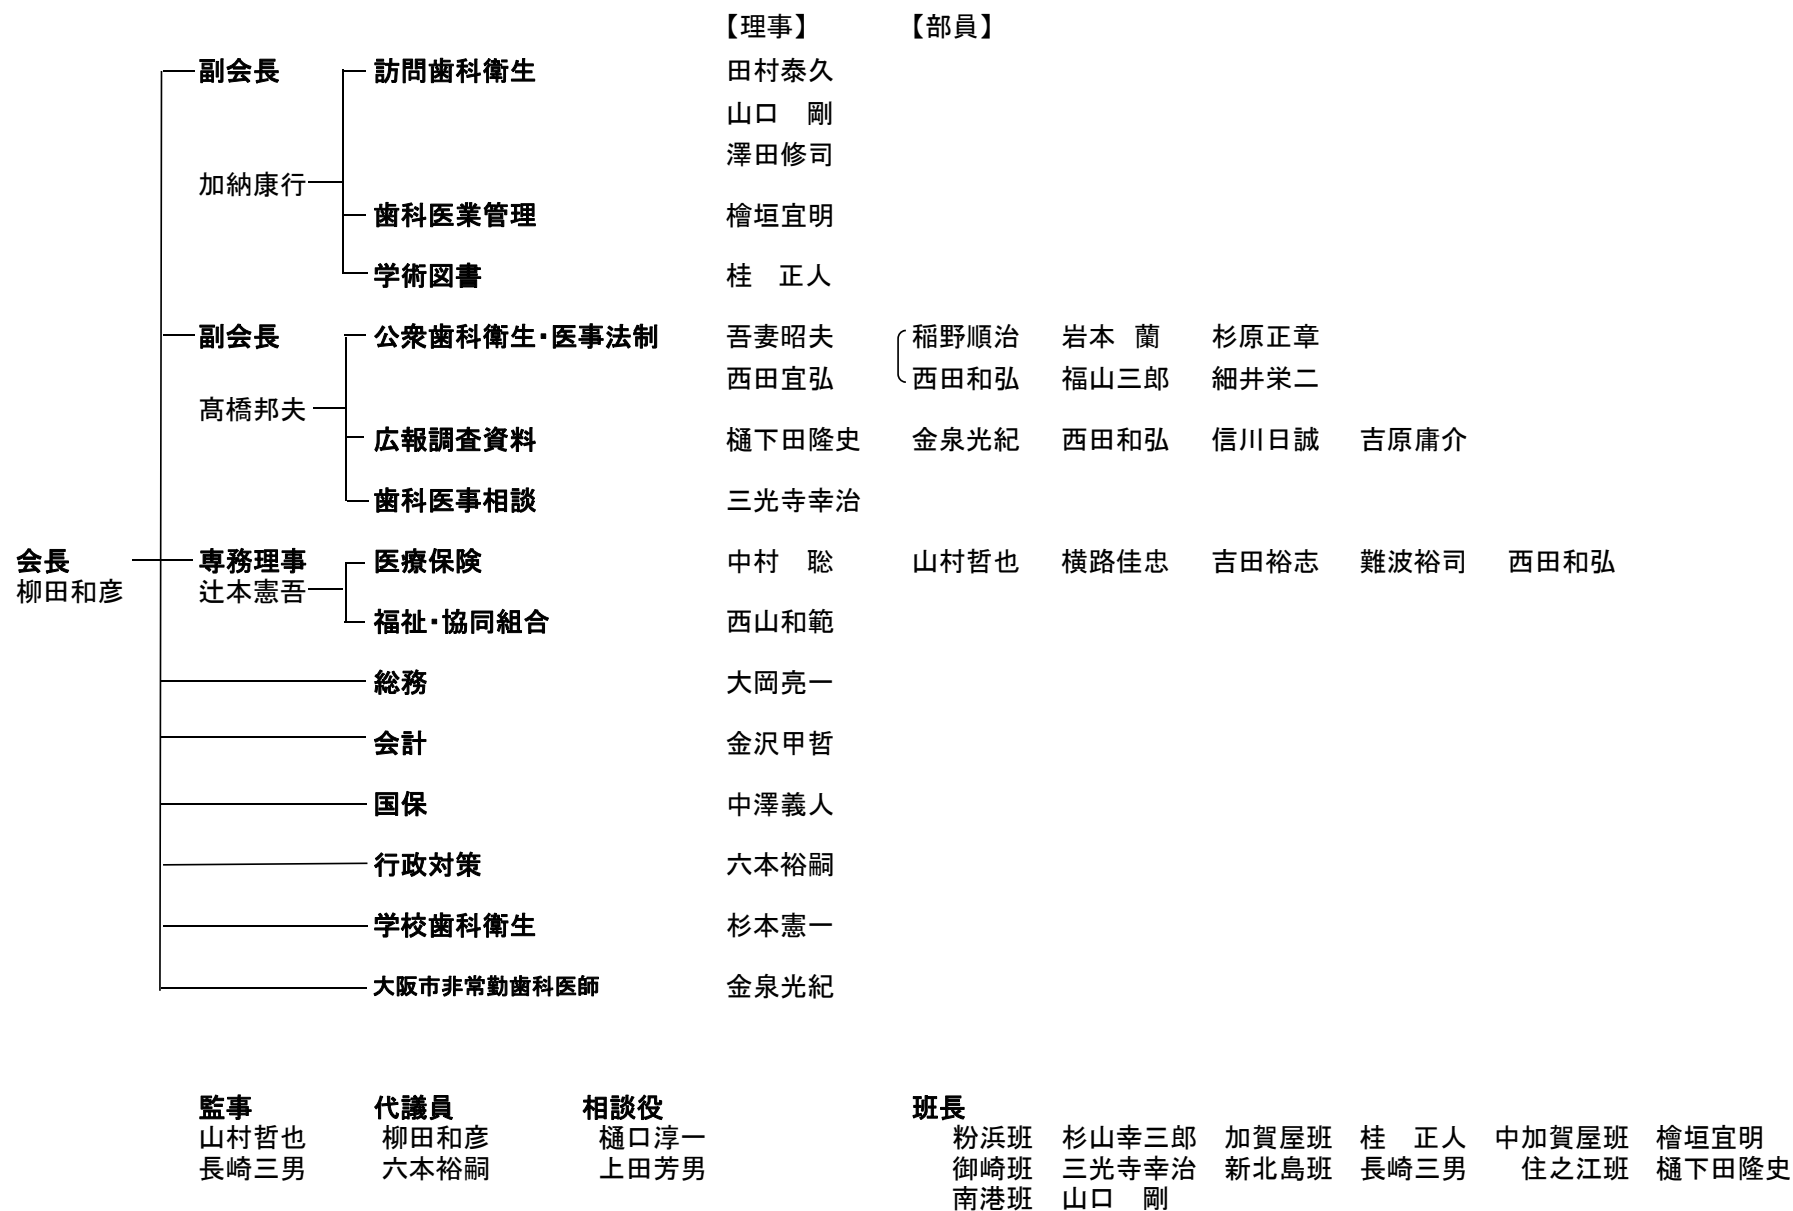 【理事】 【部員】
副会長 訪問歯科衛生 田村泰久
山口　剛
澤田修司
加納康行
歯科医業管理 檜垣宜明
学術図書 桂　正人
副会長 公衆歯科衛生・医事法制 吾妻昭夫 稲野順治 岩本　蘭 杉原正章
西田宜弘 西田和弘 福山三郎 細井栄二
髙橋邦夫
広報調査資料 樋下田隆史 金泉光紀 西田和弘 信川日誠 吉原庸介
歯科医事相談 三光寺幸治
会長 専務理事 医療保険 中村　聡 山村哲也 横路佳忠 吉田裕志 難波裕司 西田和弘
柳田和彦 辻本憲吾
福祉・協同組合 西山和範
総務 大岡亮一
会計 金沢甲哲
国保 中澤義人
行政対策 六本裕嗣
学校歯科衛生 杉本憲一
大阪市非常勤歯科医師 金泉光紀
監事 代議員 相談役 班長
山村哲也 柳田和彦 樋口淳一 粉浜班 杉山幸三郎 加賀屋班 桂　正人 中加賀屋班 檜垣宜明
長崎三男 六本裕嗣 上田芳男 御崎班 三光寺幸治 新北島班 長崎三男 住之江班 樋下田隆史
南港班 山口　剛